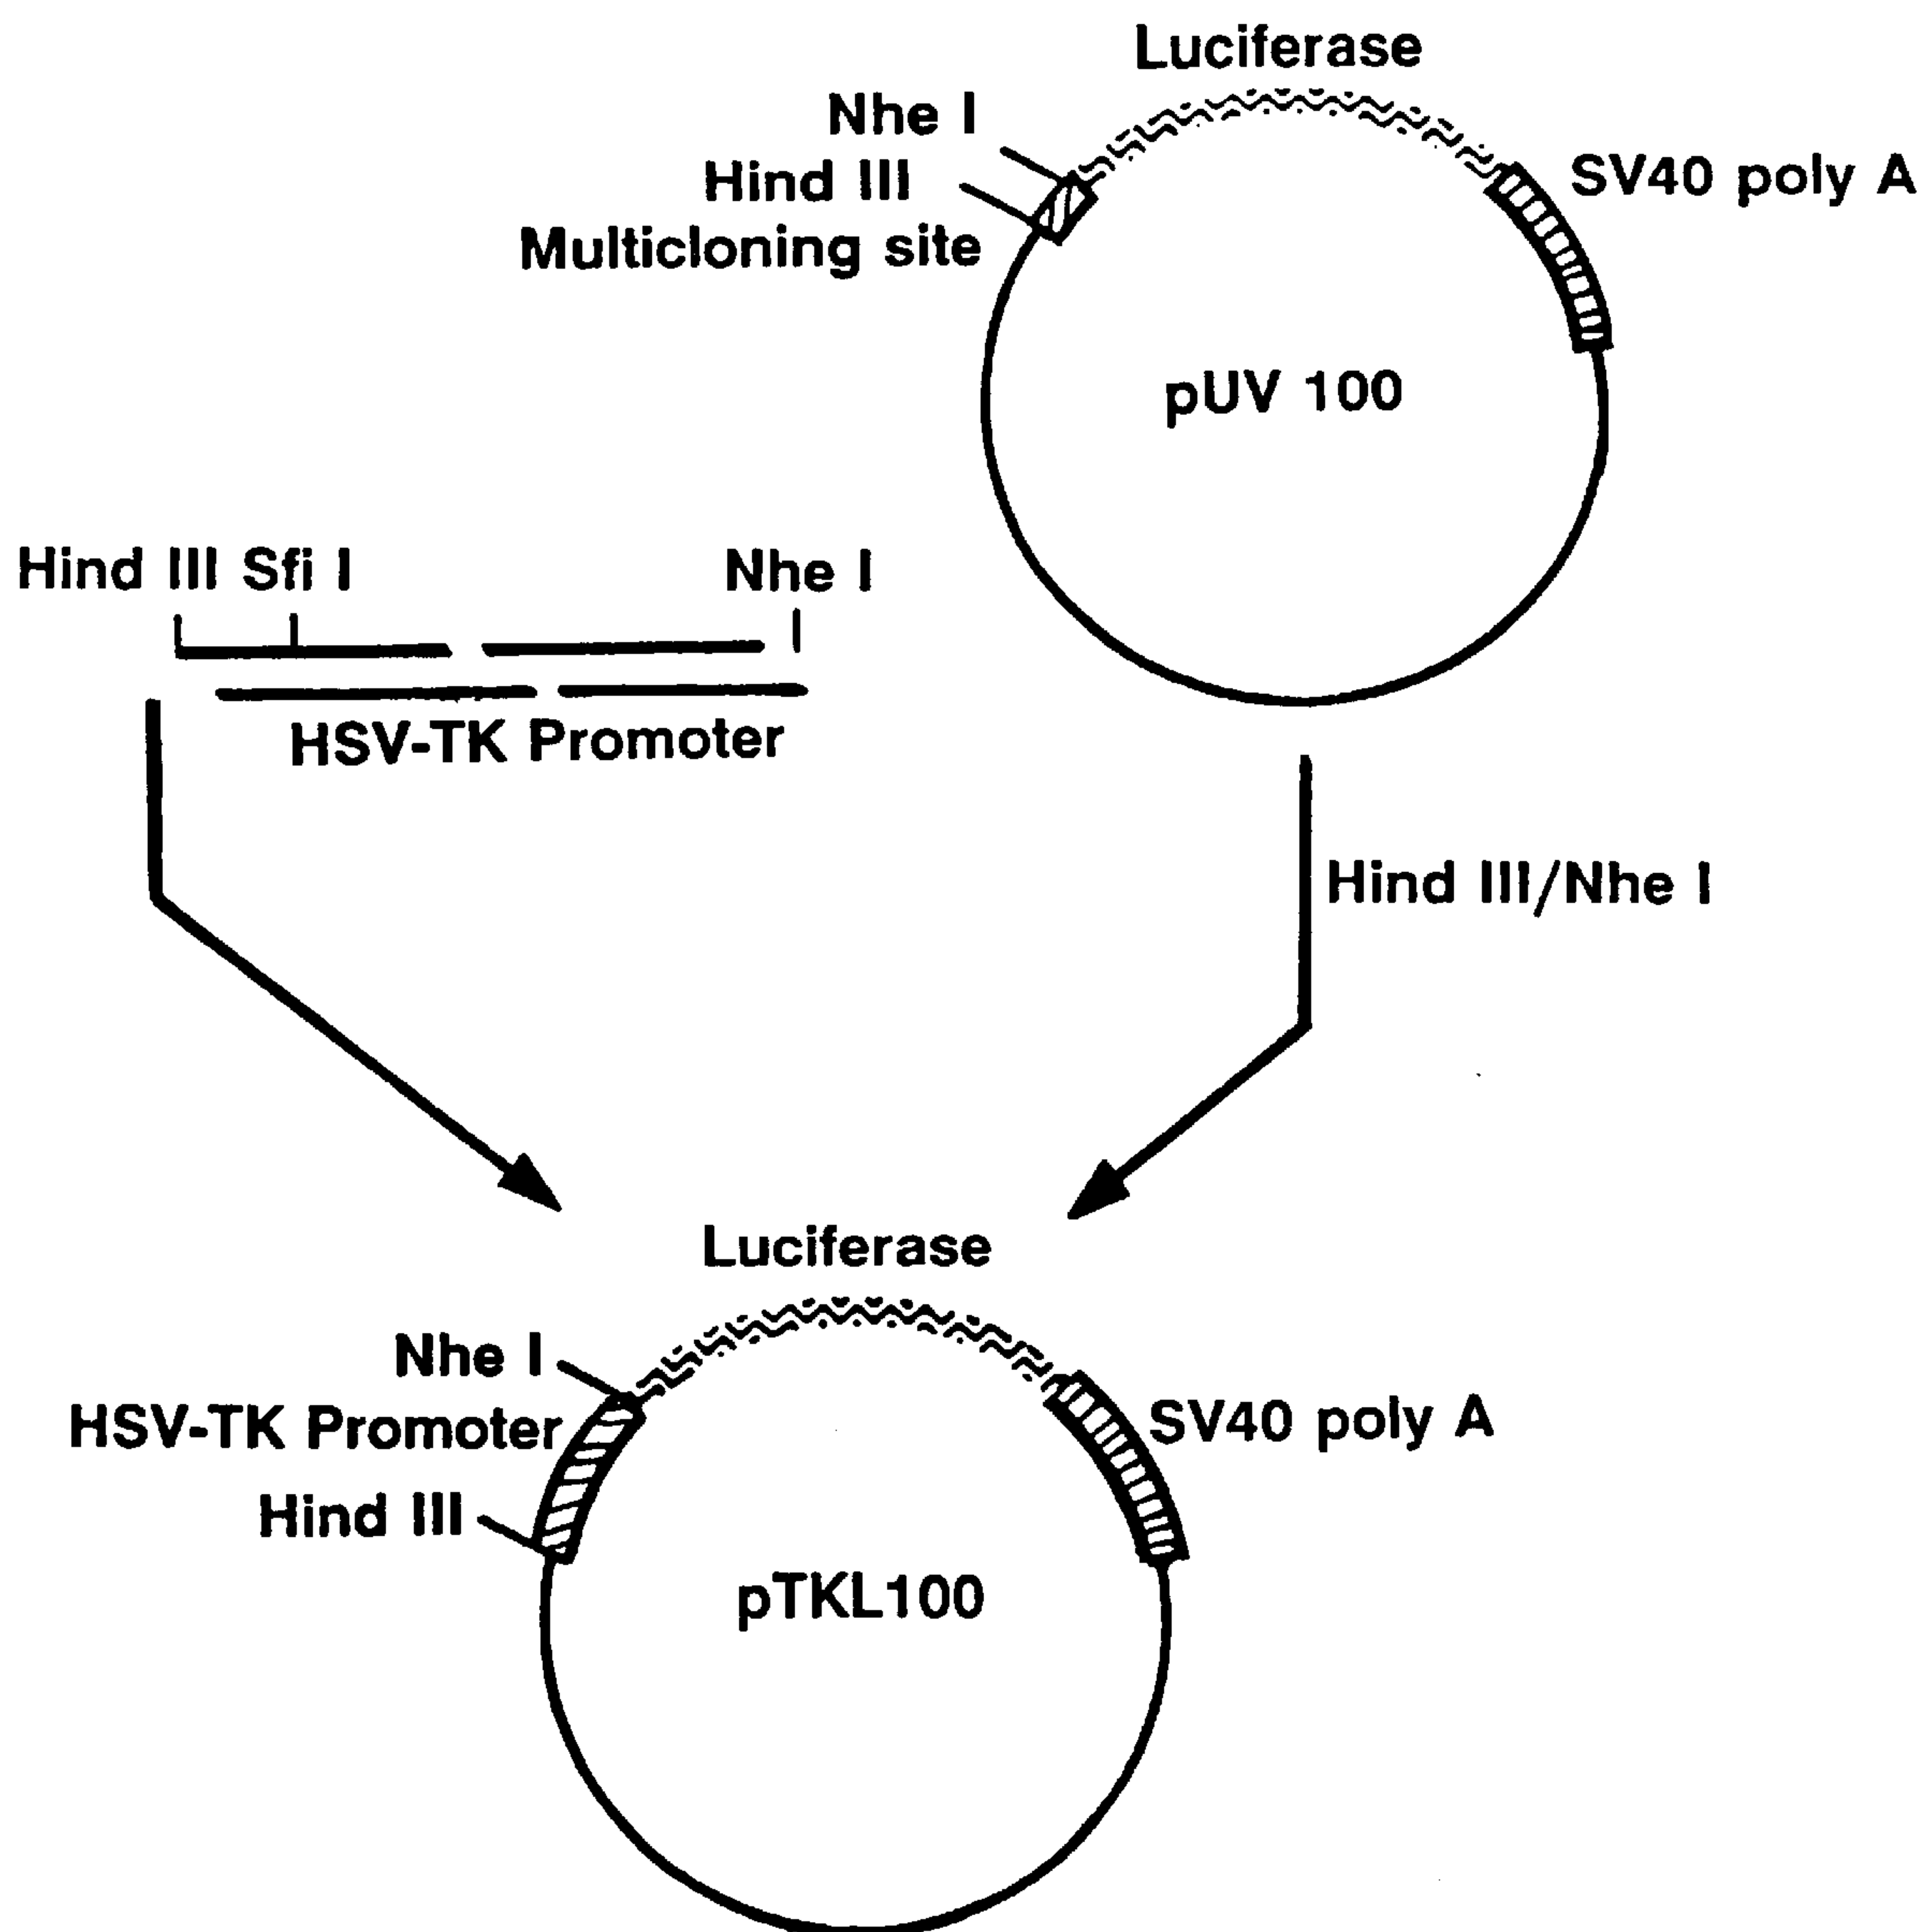 Luciferase
Nhe I
Hind III
Multicloning site
SV40 poly A
pUV 100
Hind III Sfi I
Nhe I
HSV-TK Promoter
Hind III/Nhe I
Luciferase
Nhe I
HSV-TK Promoter
Hind III
SV40 poly A
pTKL100